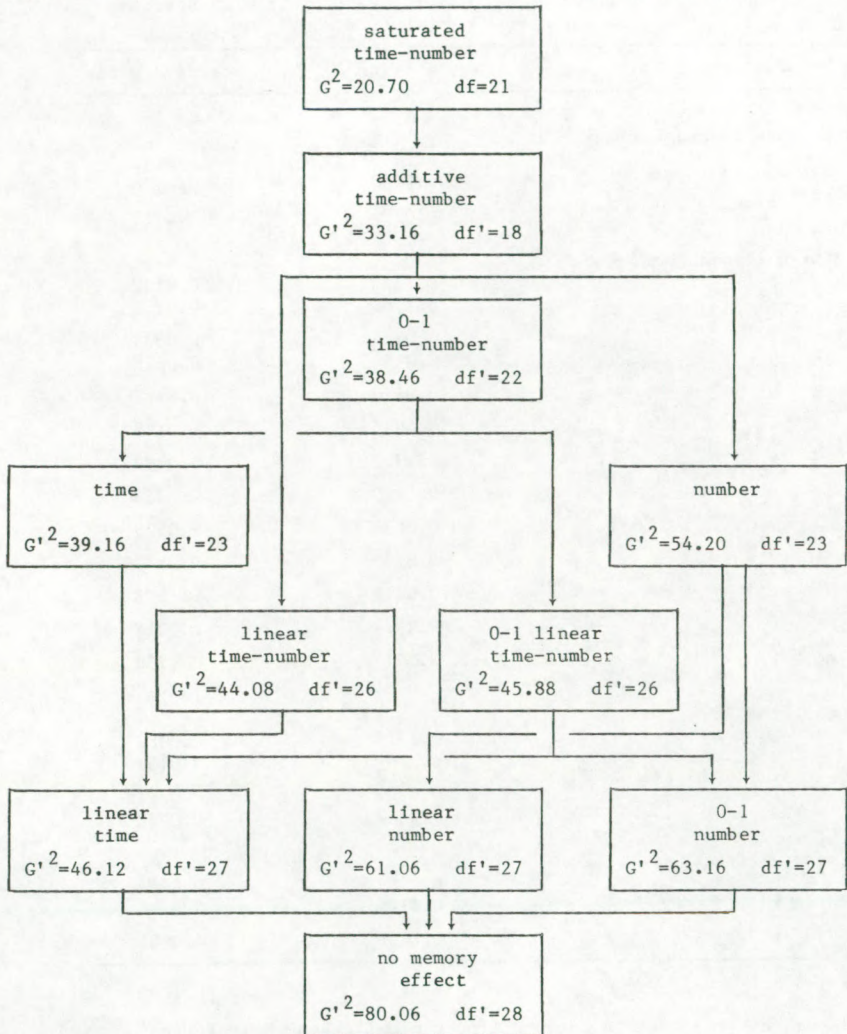 saturated
time-number
G²=20.70 df=21
additive
time-number
G'²=33.16 df'=18
0-1
time-number
G'²=38.46 df'=22
time
G'²=39.16 df'=23
number
G'²=54.20 df'=23
linear
time-number
G'²=44.08 df'=26
0-1 linear
time-number
G'²=45.88 df'=26
linear
time
G'²=46.12 df'=27
linear
number
G'²=61.06 df'=27
0-1
number
G'²=63.16 df'=27
no memory
effect
G'²=80.06 df'=28